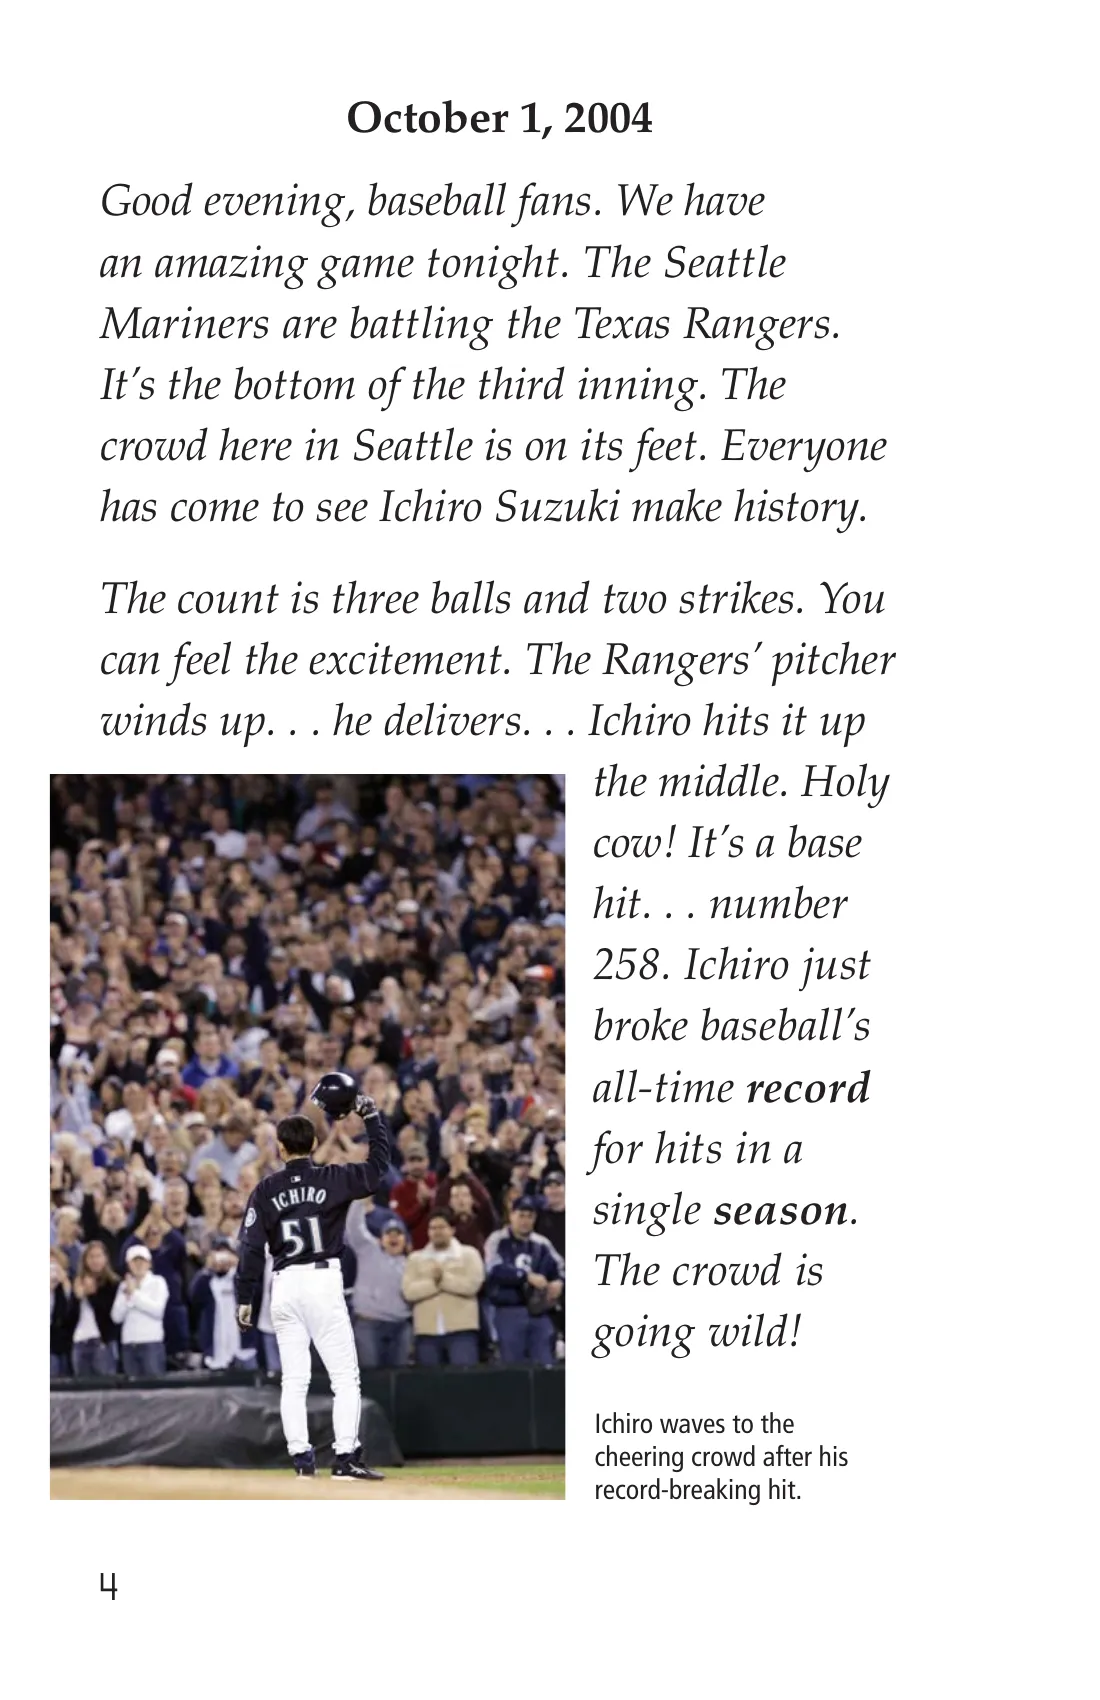 October 1, 2004
Good evening, baseball fans. We have
an amazing game tonight. The Seattle
Mariners are battling the Texas Rangers.
It’s the bottom of the third inning. The
crowd here in Seattle is on its feet. Everyone
has come to see Ichiro Suzuki make history.
The count is three balls and two strikes. You
can feel the excitement. The Rangers’ pitcher
winds up. . . he delivers. . . Ichiro hits it up
the middle. Holy
cow! It’s a base
hit. . . number
258. Ichiro just
broke baseball’s
all-time record
for hits in a
single season.
The crowd is
going wild!
ICHIRO
51
Ichiro waves to the
cheering crowd after his
record-breaking hit.
4